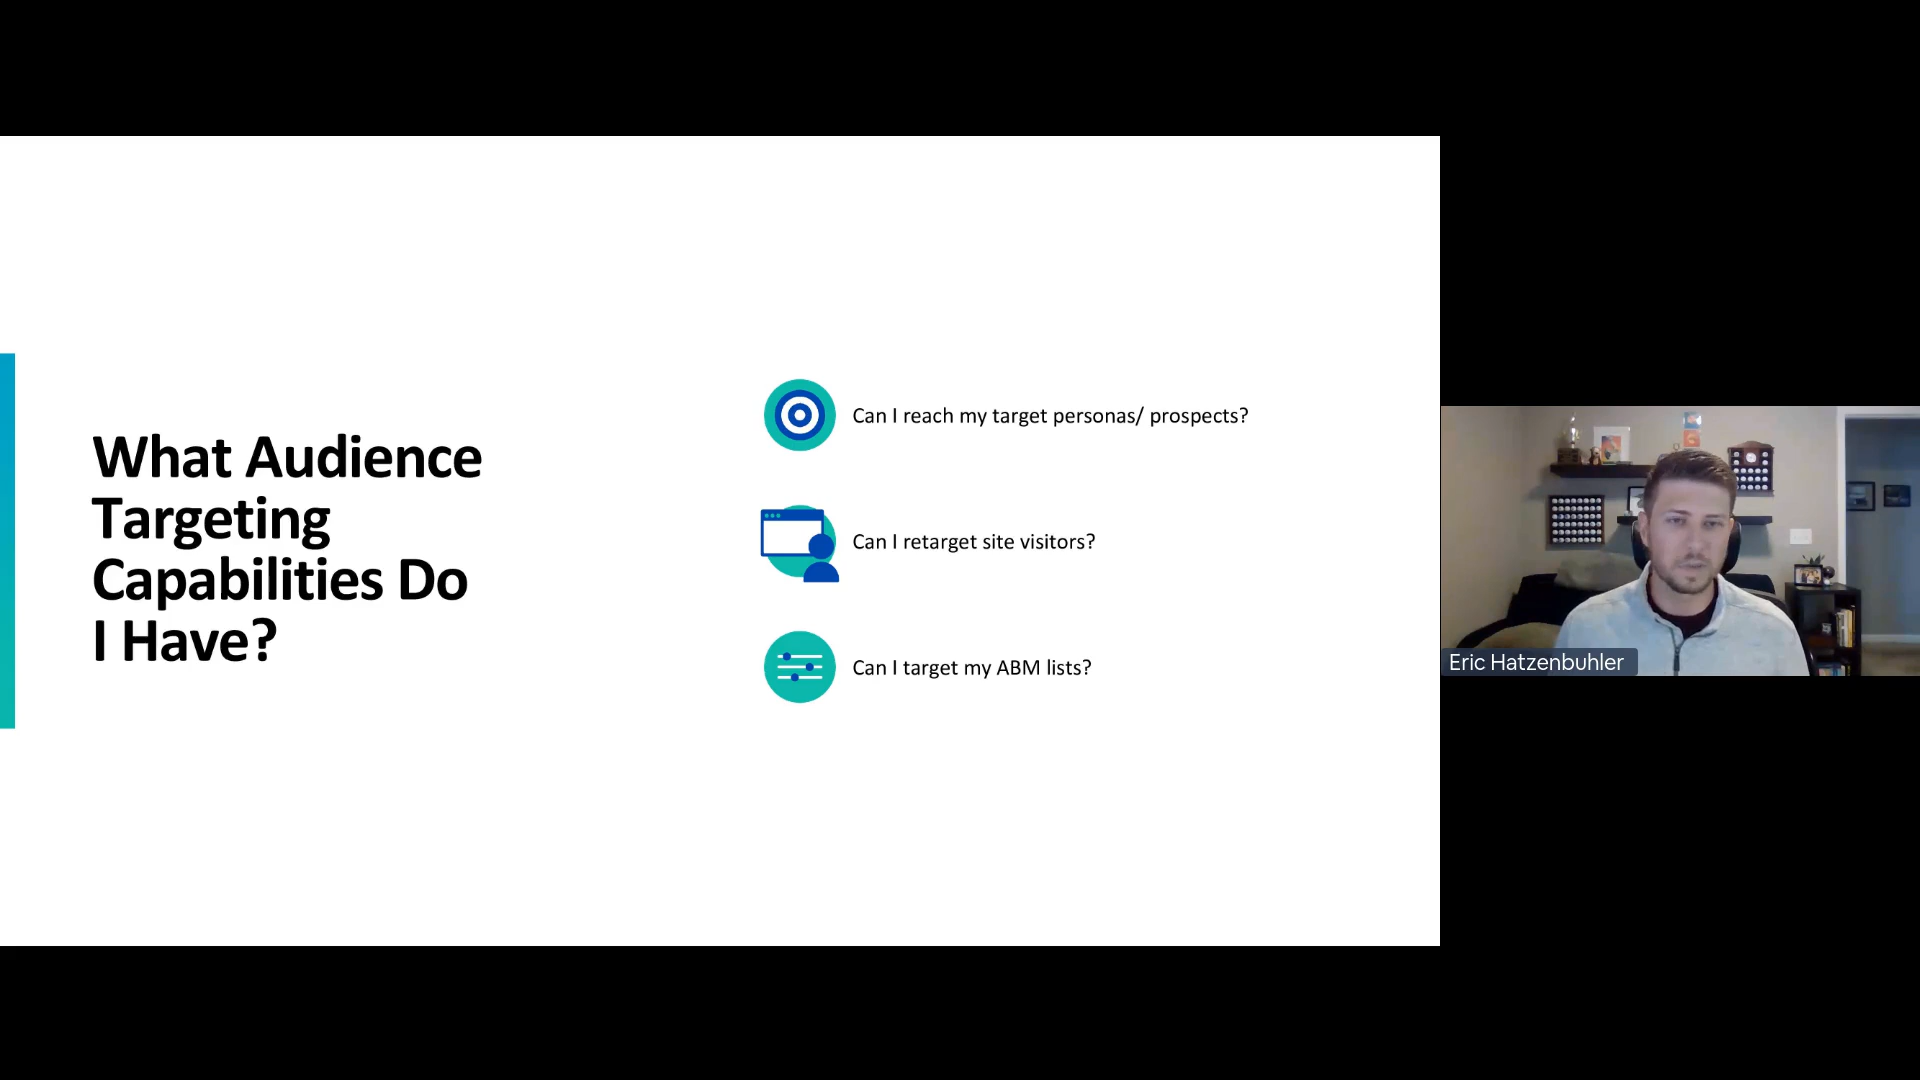 What Audience
Targeting
Capabilities Do
I Have?
Can I reach my target personas/ prospects?
Can I retarget site visitors?
Can I target my ABM lists?
Eric Hatzenbuhler